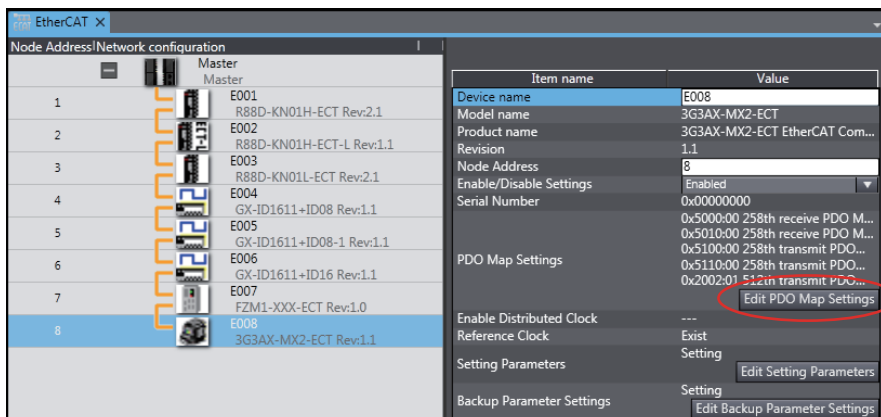 EtherCAT ×
Node Address Network configuration
Master
Master
1
E001
R88D-KN01H-ECT Rev:2.1
2
E002
R88D-KN01H-ECT-L Rev:1.1
3
E003
R88D-KN01L-ECT Rev:2.1
4
E004
GX-ID1611+ID08 Rev:1.1
5
E005
GX-ID1611+ID08-1 Rev:1.1
6
E006
GX-ID1611+ID16 Rev:1.1
7
E007
FZM1-XXX-ECT Rev:1.0
8
E008
3G3AX-MX2-ECT Rev:1.1
Item name Value
Device name E008
Model name 3G3AX-MX2-ECT
Product name 3G3AX-MX2-ECT EtherCAT Com...
Revision 1.1
Node Address 8
Enable/Disable Settings Enabled
Serial Number 0x00000000
PDO Map Settings
0x5000:00 258th receive PDO M...
0x5010:00 258th receive PDO M...
0x5100:00 258th transmit PDO...
0x5110:00 258th transmit PDO...
0x2002:01 512th transmit PDO...
Edit PDO Map Settings
Enable Distributed Clock ---
Reference Clock Exist
Setting Parameters
Setting
Edit Setting Parameters
Backup Parameter Settings
Setting
Edit Backup Parameter Settings